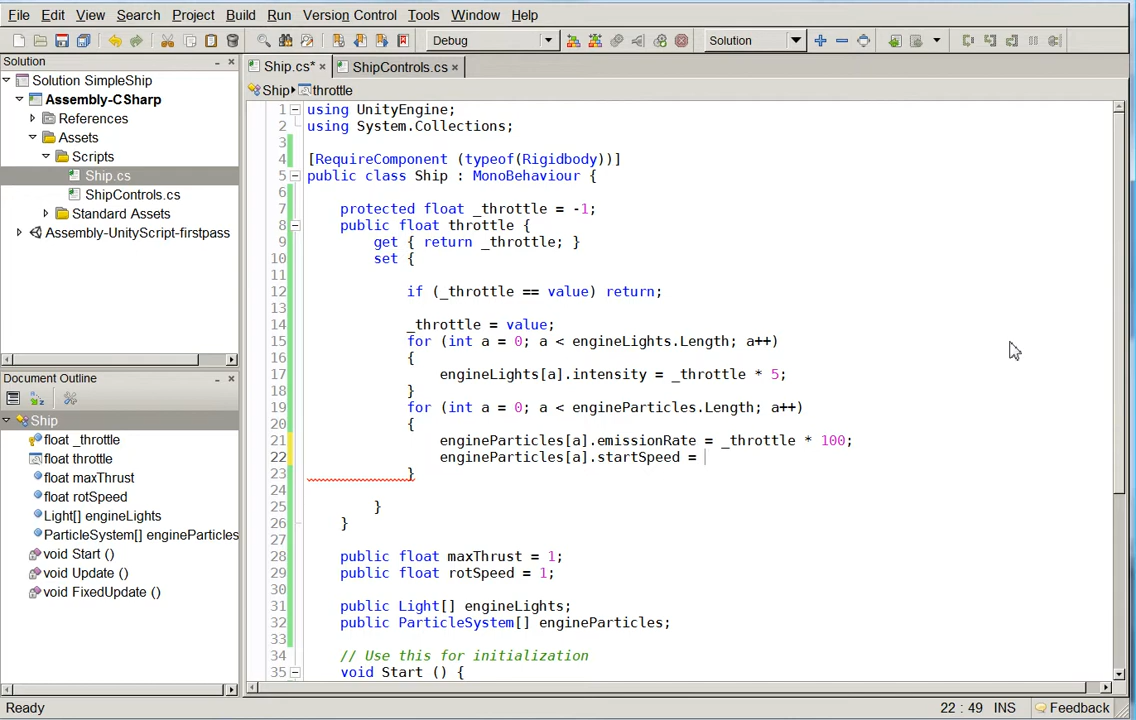 File Edit View Search Project Build Run Version Control Tools Window Help
Debug Solution
Solution
Solution SimpleShip
Assembly-CSharp
References
Assets
Scripts
Ship.cs
ShipControls.cs
Standard Assets
Assembly-UnityScript-firstpass
Document Outline
Ship
float _throttle
float throttle
float maxThrust
float rotSpeed
Light[] engineLights
ParticleSystem[] engineParticles
void Start ()
void Update ()
void FixedUpdate ()
Ship.cs* × ShipControls.cs ×
Ship throttle
1 using UnityEngine;
2 using System.Collections;
3
4 [RequireComponent (typeof(Rigidbody))]
5 public class Ship : MonoBehaviour {
6
7 protected float _throttle = -1;
8 public float throttle {
9 get { return _throttle; }
10 set {
11
12 if (_throttle == value) return;
13
14 _throttle = value;
15 for (int a = 0; a < engineLights.Length; a++)
16 {
17 engineLights[a].intensity = _throttle * 5;
18 }
19 for (int a = 0; a < engineParticles.Length; a++)
20 {
21 engineParticles[a].emissionRate = _throttle * 100;
22 engineParticles[a].startSpeed =
23 }
24
25 }
26 }
27
28 public float maxThrust = 1;
29 public float rotSpeed = 1;
30
31 public Light[] engineLights;
32 public ParticleSystem[] engineParticles;
33
34 // Use this for initialization
35 void Start () {
Ready 22 : 49 INS Feedback